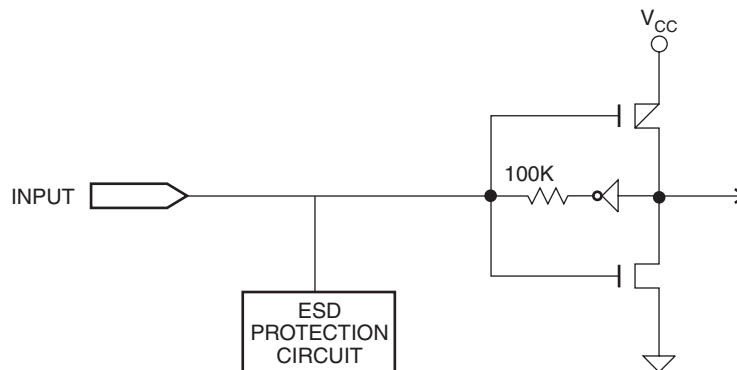 V_CC
100K
INPUT
ESD
PROTECTION
CIRCUIT